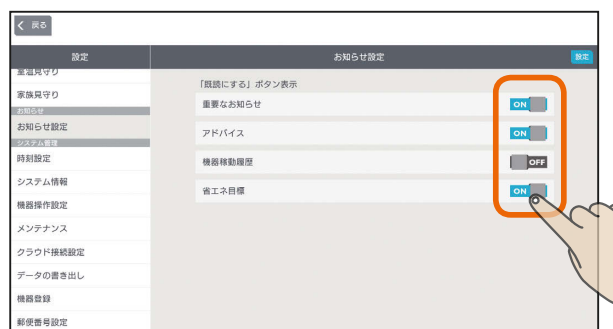 戻る
設定
お知らせ設定
設定
室温見守り
家族見守り
お知らせ
お知らせ設定
システム管理
時刻設定
システム情報
機器操作設定
メンテナンス
クラウド接続設定
データの書き出し
機器登録
郵便番号設定
「既読にする」ボタン表示
重要なお知らせ ON
アドバイス ON
機器移動履歴 OFF
省エネ目標 ON